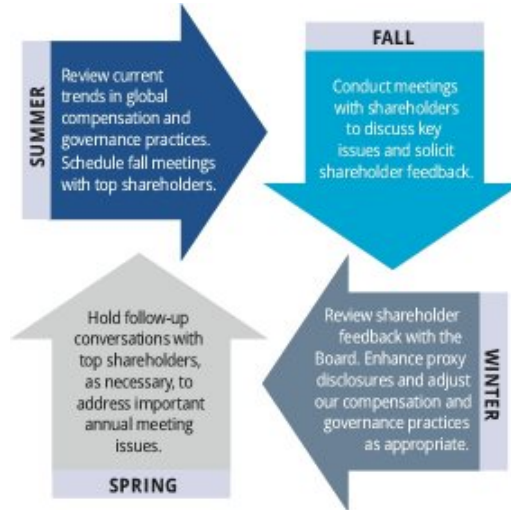 SUMMER
Review current
trends in global
compensation and
governance practices.
Schedule fall meetings
with top shareholders.
FALL
Conduct meetings
with shareholders
to discuss key
issues and solicit
shareholder feedback.
WINTER
Review shareholder
feedback with the
Board. Enhance proxy
disclosures and adjust
our compensation and
governance practices
as appropriate.
Hold follow-up
conversations with
top shareholders,
as necessary, to
address important
annual meeting
issues.
SPRING